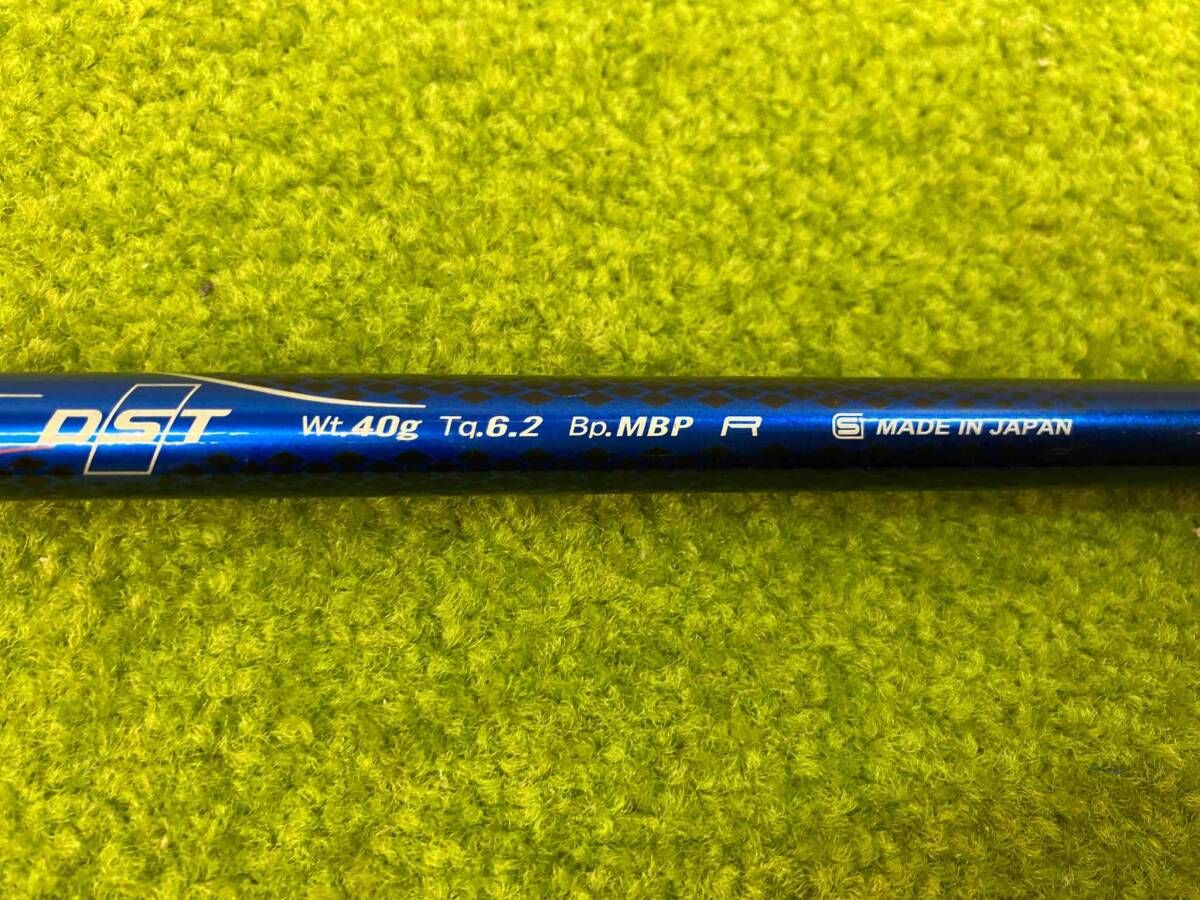 DST Wt.40g Tq.6.2 Bp.MBP R S MADE IN JAPAN